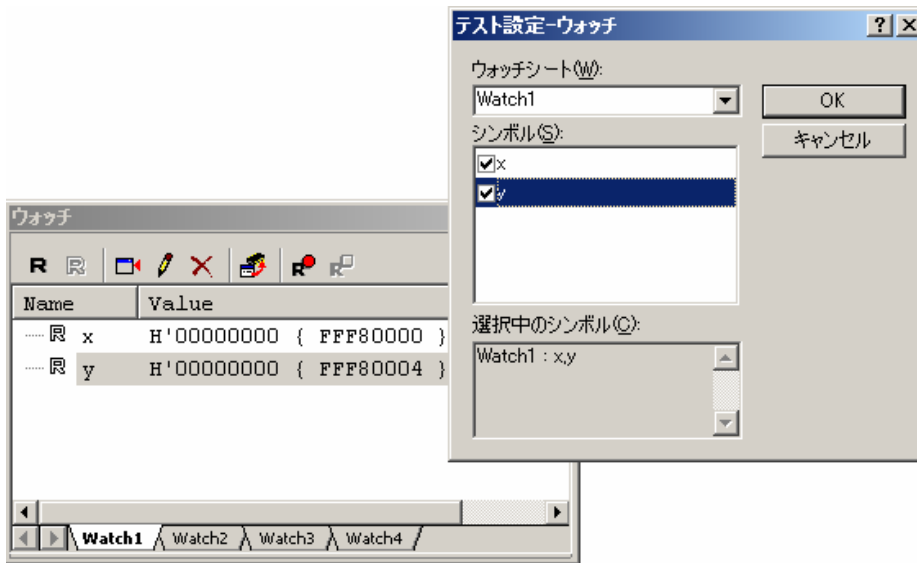 テスト設定-ウォッチ
ウォッチシート(W):
Watch1
OK
シンボル(S):
キャンセル
x
y
選択中のシンボル(C):
Watch1 : x,y
ウォッチ
R R R R
Name Value
R x H'00000000 { FFF80000 }
R y H'00000000 { FFF80004 }
Watch1 Watch2 Watch3 Watch4